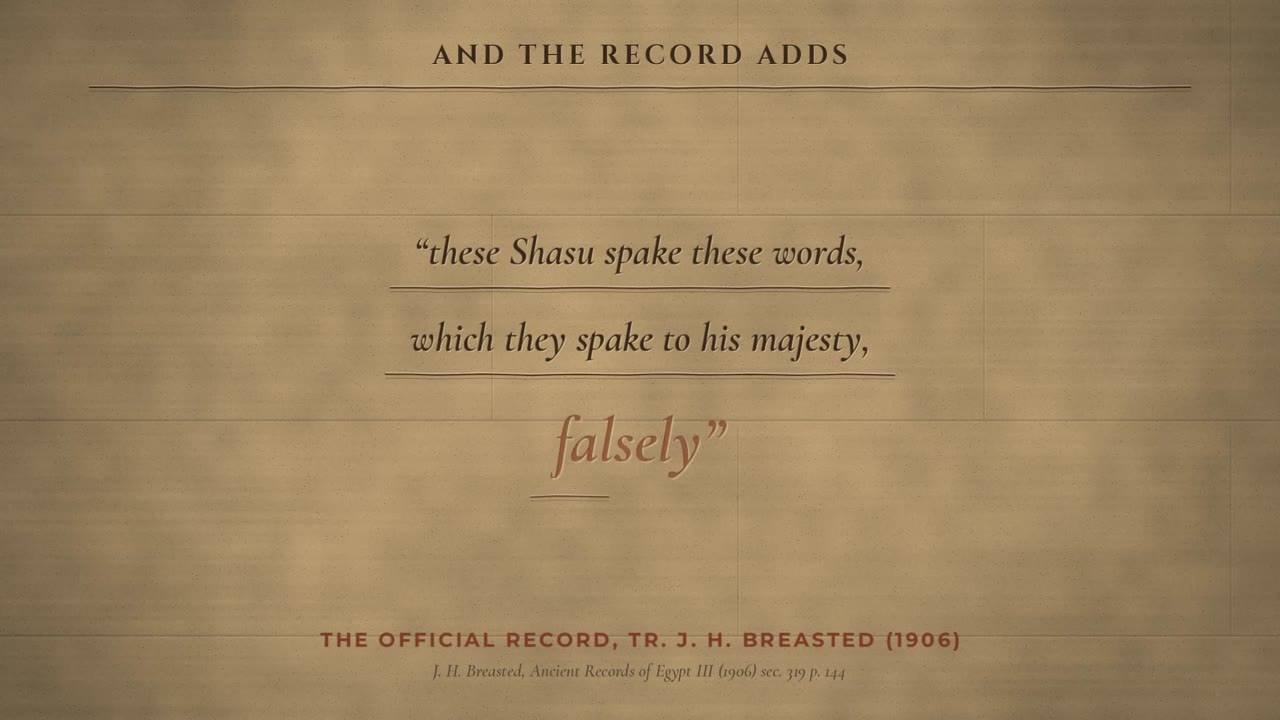 AND THE RECORD ADDS
“these Shasu spake these words,
which they spake to his majesty,
falsely”
THE OFFICIAL RECORD, TR. J. H. BREASTED (1906)
J. H. Breasted, Ancient Records of Egypt III (1906) sec. 319 p. 144